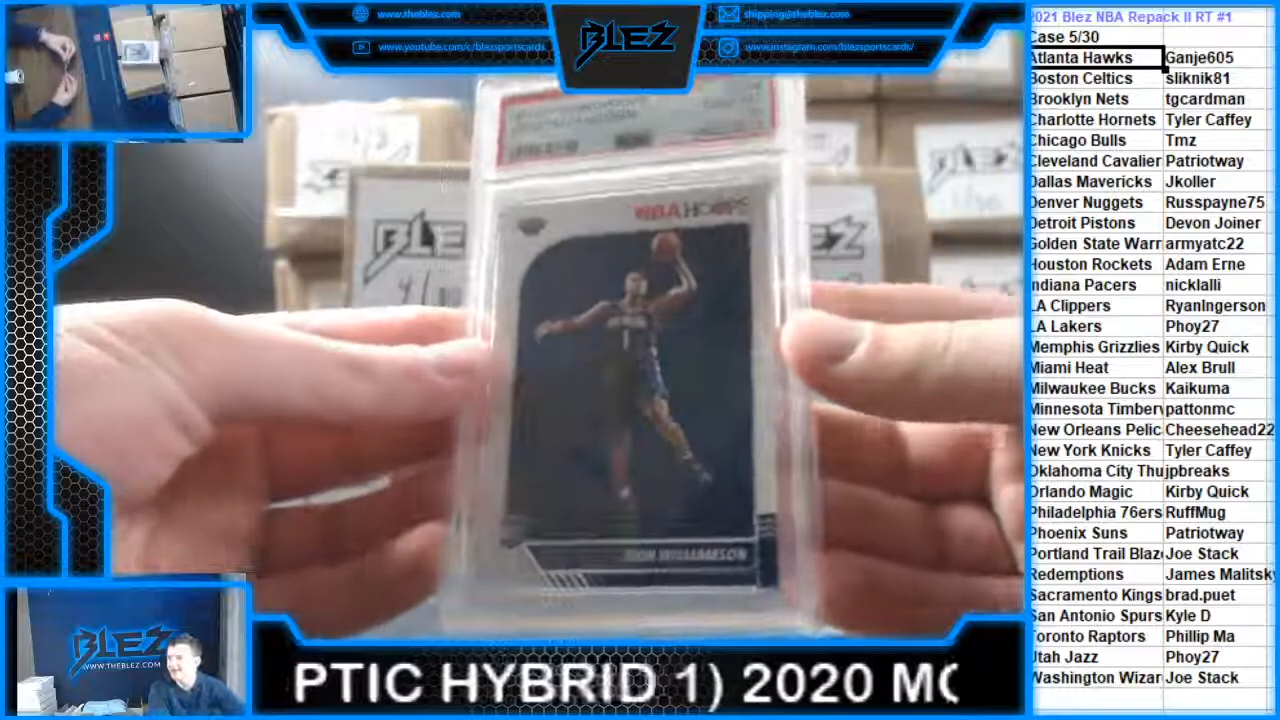 www.theblez.com
www.youtube.com/c/blezsportscards/
BLEZ
shipping@theblez.com
www.instagram.com/blezsportscards/
2021 Blez NBA Repack II RT #1
Case 5/30
Atlanta Hawks Ganje605
Boston Celtics sliknik81
Brooklyn Nets tgcardman
Charlotte Hornets Tyler Caffey
Chicago Bulls Tmz
Cleveland Cavalier Patriotway
Dallas Mavericks Jkoller
Denver Nuggets Russpayne75
Detroit Pistons Devon Joiner
Golden State Warr armyatc22
Houston Rockets Adam Erne
Indiana Pacers nicklalli
LA Clippers RyanIngerson
LA Lakers Phoy27
Memphis Grizzlies Kirby Quick
Miami Heat Alex Brull
Milwaukee Bucks Kaikuma
Minnesota Timberv pattonmc
New Orleans Pelic Cheesehead22
New York Knicks Tyler Caffey
Oklahoma City Thu jpbreaks
Orlando Magic Kirby Quick
Philadelphia 76ers RuffMug
Phoenix Suns Patriotway
Portland Trail Blaz Joe Stack
Redemptions James Malitsky
Sacramento Kings brad.puet
San Antonio Spurs Kyle D
Toronto Raptors Phillip Ma
Utah Jazz Phoy27
Washington Wizar Joe Stack
NBA HOOPS
ZION WILLIAMSON
BLEZ
BLEZ
WWW.THEBLEZ.COM
PTIC HYBRID 1) 2020 MO